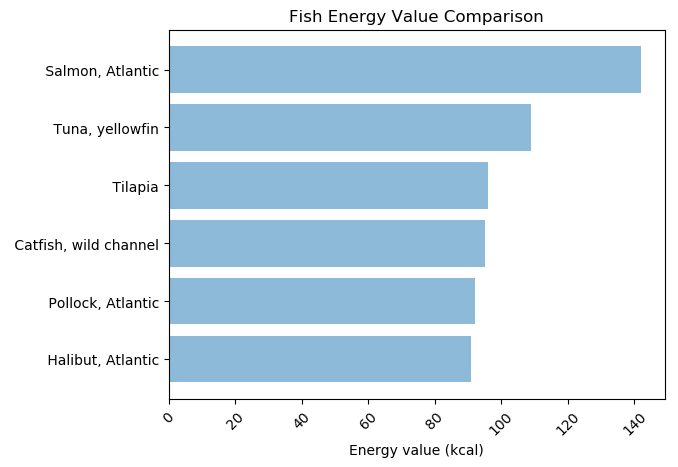 Fish Energy Value Comparison
Salmon, Atlantic
Tuna, yellowfin
Tilapia
Catfish, wild channel
Pollock, Atlantic
Halibut, Atlantic
0 20 40 60 80 100 120 140
Energy value (kcal)